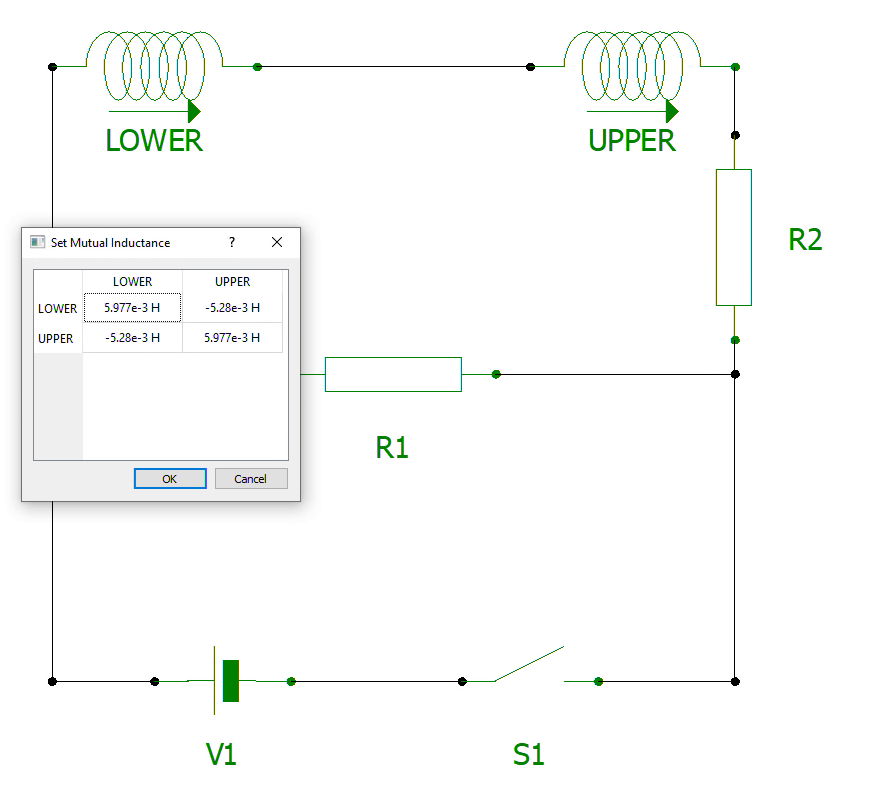 LOWER
UPPER
R2
Set Mutual Inductance
?
LOWER UPPER
LOWER 5.977e-3 H -5.28e-3 H
UPPER -5.28e-3 H 5.977e-3 H
R1
OK Cancel
V1
S1